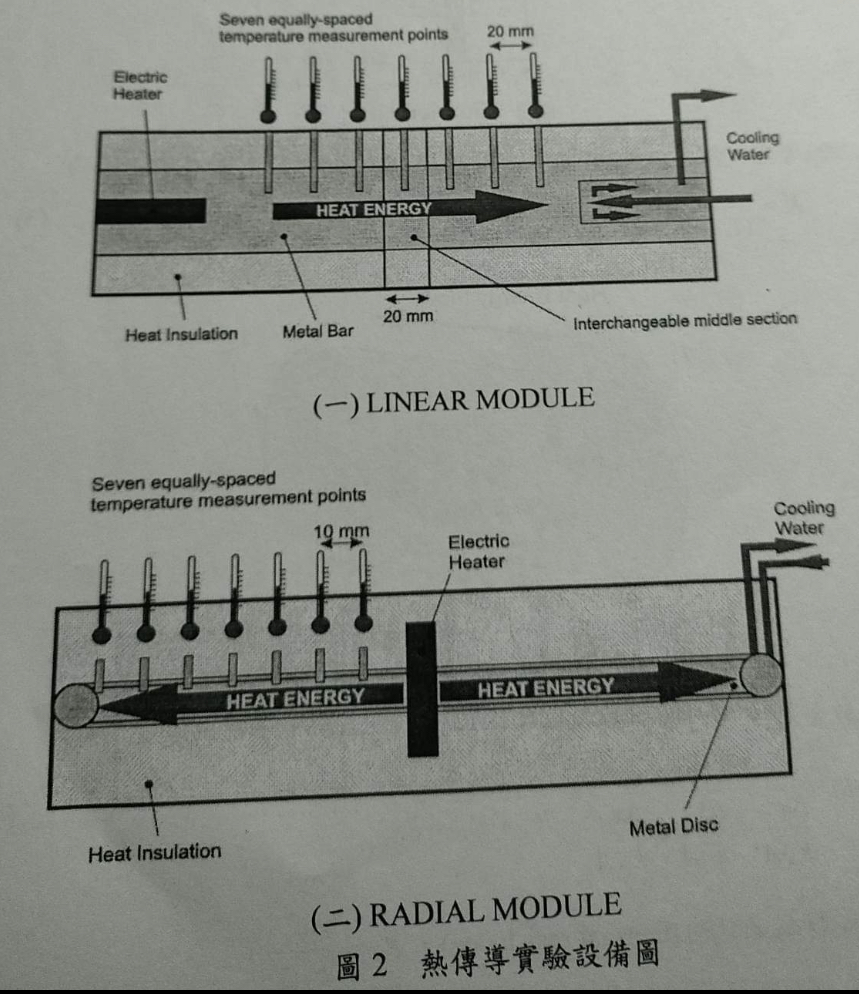 Seven equally-spaced
temperature measurement points
20 mm
Electric
Heater
Cooling
Water
HEAT ENERGY
20 mm
Heat Insulation
Metal Bar
Interchangeable middle section
(一) LINEAR MODULE
Seven equally-spaced
temperature measurement points
10 mm
Electric
Heater
Cooling
Water
HEAT ENERGY
HEAT ENERGY
Metal Disc
Heat Insulation
(二) RADIAL MODULE
圖 2 熱傳導實驗設備圖